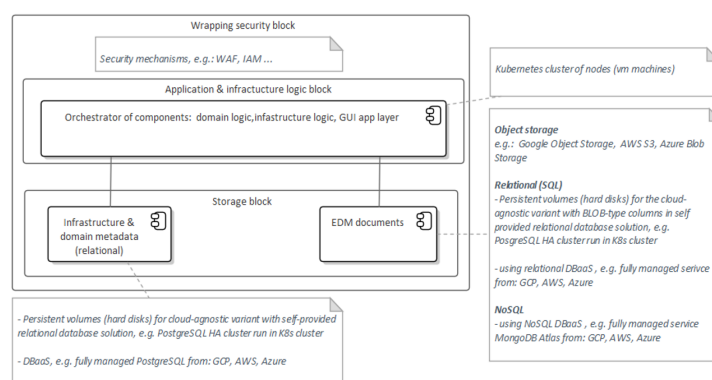 Wrapping security block
Security mechanisms, e.g.: WAF, IAM ...
Application & infractucture logic block
Orchestrator of components: domain logic,infastructure logic, GUI app layer
Storage block
Infrastructure &
domain metadata
(relational)
EDM documents
Kubernetes cluster of nodes (vm machines)
Object storage
e.g.: Google Object Storage, AWS S3, Azure Blob
Storage
Relational (SQL)
- Persistent volumes (hard disks) for the cloud-
agnostic variant with BLOB-type columns in self
provided relational database solution, e.g.
PosgreSQL HA cluster run in K8s cluster
- using relational DBaaS , e.g. fully managed serivce
from: GCP, AWS, Azure
NoSQL
- using NoSQL DBaaS , e.g. fully managed service
MongoDB Atlas from: GCP, AWS, Azure
- Persistent volumes (hard disks) for cloud-agnostic variant with self-provided
relational database solution, e.g. PostgreSQL HA cluster run in K8s cluster
- DBaaS, e.g. fully managed PostgreSQL from: GCP, AWS, Azure